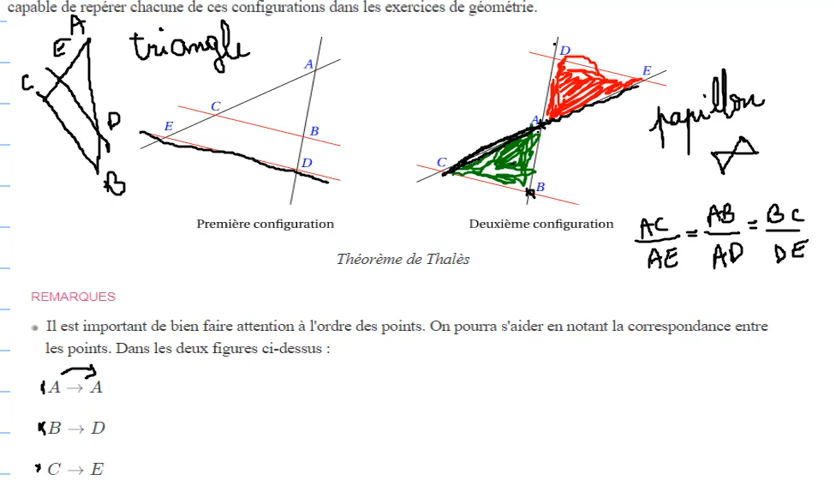 capable de repérer chacune de ces configurations dans les exercices de géométrie.
A
E
C
D
B
triangle
A
C
E
B
D
D
E
A
C
B
papillon
Première configuration
Deuxième configuration
AC/AE = AB/AD = BC/DE
Théorème de Thalès
REMARQUES
Il est important de bien faire attention à l'ordre des points. On pourra s'aider en notant la correspondance entre
les points. Dans les deux figures ci-dessus :
A → A
B → D
C → E